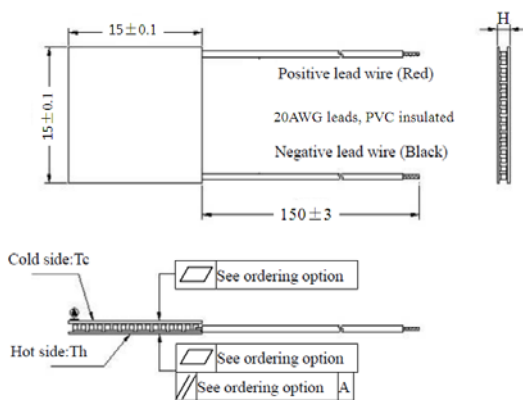 15±0.1
H
Positive lead wire (Red)
15±0.1
20AWG leads, PVC insulated
Negative lead wire (Black)
150±3
Cold side:Tc
See ordering option
A
Hot side:Th
See ordering option
See ordering option A